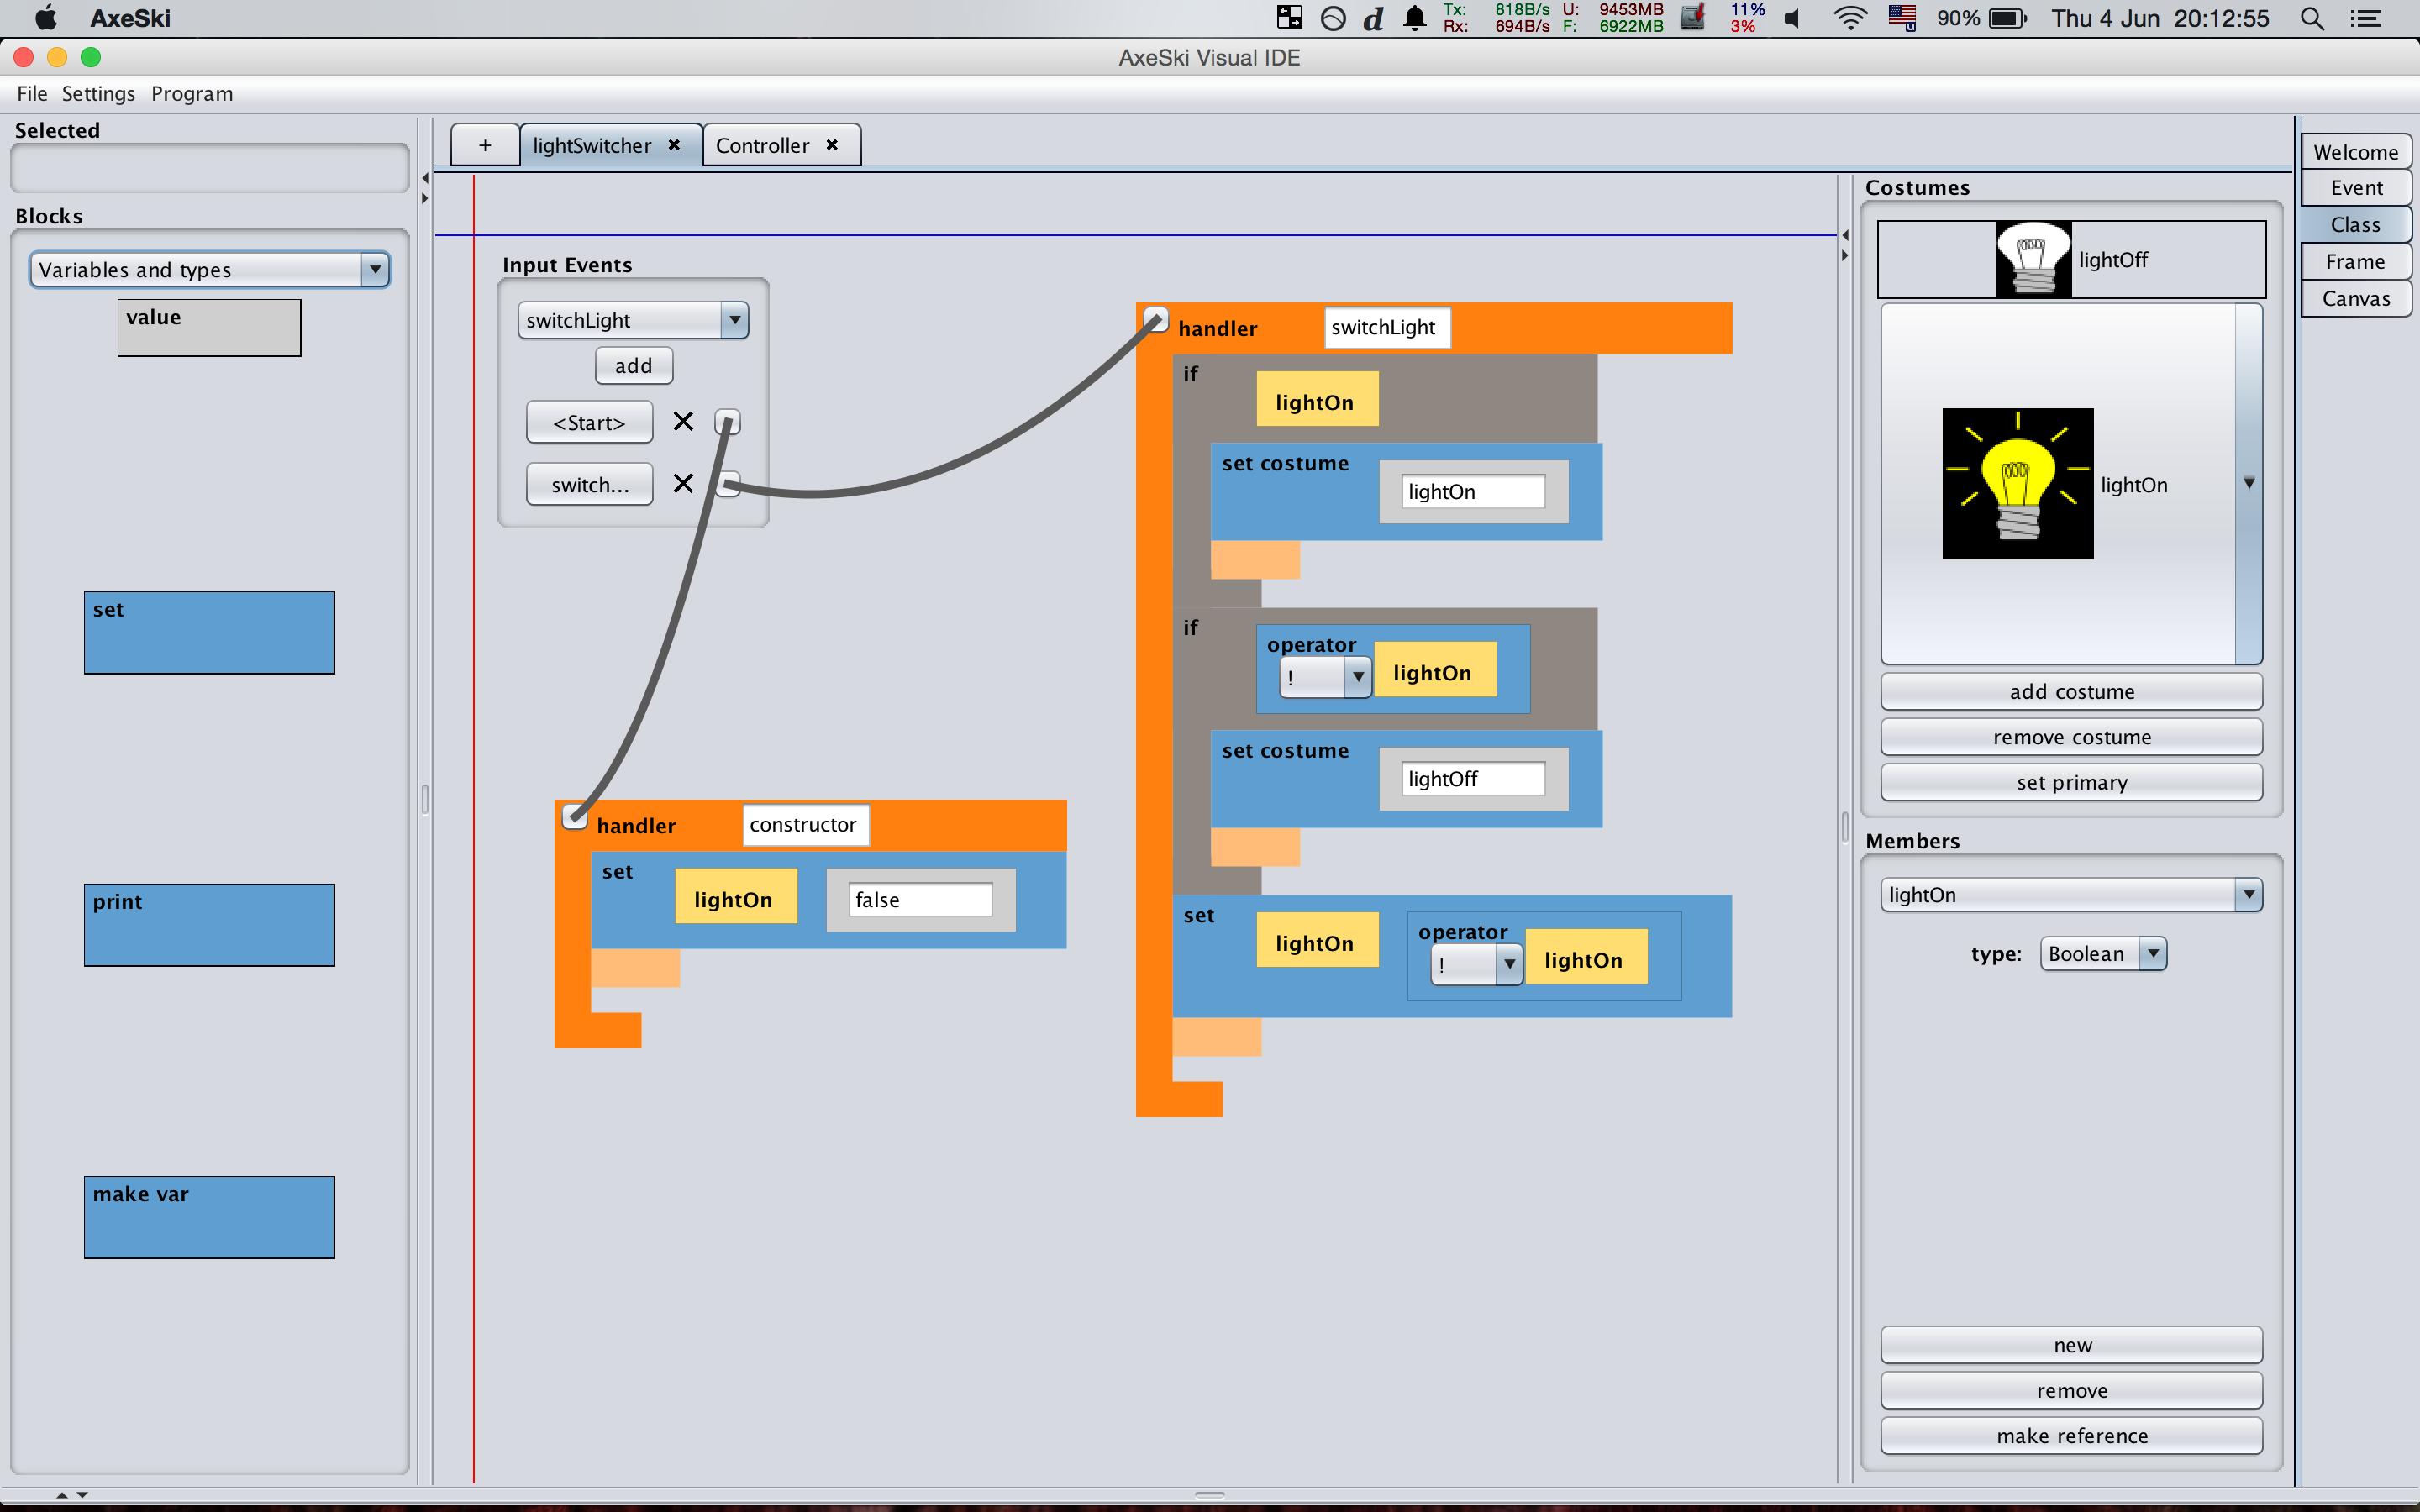 AxeSki
Tx: 818B/s U: 9453MB 11%
Rx: 694B/s F: 6922MB 3%
90%
Thu 4 Jun 20:12:55
AxeSki Visual IDE
File Settings Program
Selected
Blocks
Variables and types
value
set
print
make var
+ lightSwitcher Controller
Input Events
switchLight
add
<Start>
switch...
handler constructor
set lightOn false
handler switchLight
if lightOn
set costume lightOn
if operator ! lightOn
set costume lightOff
set lightOn operator ! lightOn
Costumes
lightOff
lightOn
add costume
remove costume
set primary
Members
lightOn
type: Boolean
new
remove
make reference
Welcome
Event
Class
Frame
Canvas